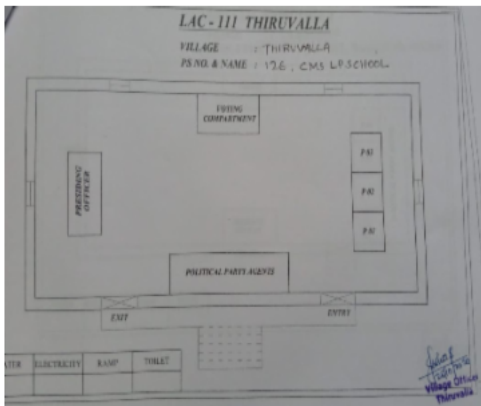 LAC - 111 THIRUVALLA
VILLAGE : THIRUVALLA
PS NO. & NAME : 126, CMS LP SCHOOL
VOTING
COMPARTMENT
PRESIDING
OFFICER
POLITICAL PARTY AGENTS
EXIT
ENTRY
ELECTRICITY RAMP TOILET
Village Officer
Thiruvalla